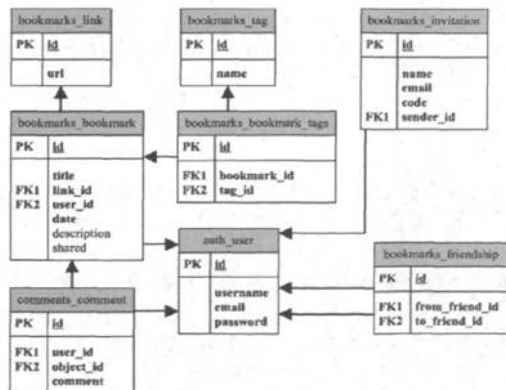 bookmarks_link
PK id
url
bookmarks_tag
PK id
name
bookmarks_invitation
PK id
name
email
code
FK1 sender_id
bookmarks_bookmark
PK id
title
FK1 link_id
FK2 user_id
date
description
shared
bookmarks_bookmark_tags
PK id
FK1 bookmark_id
FK2 tag_id
auth_user
PK id
username
email
password
bookmarks_friendship
PK id
FK1 from_friend_id
FK2 to_friend_id
comments_comment
PK id
FK1 user_id
FK2 object_id
comment